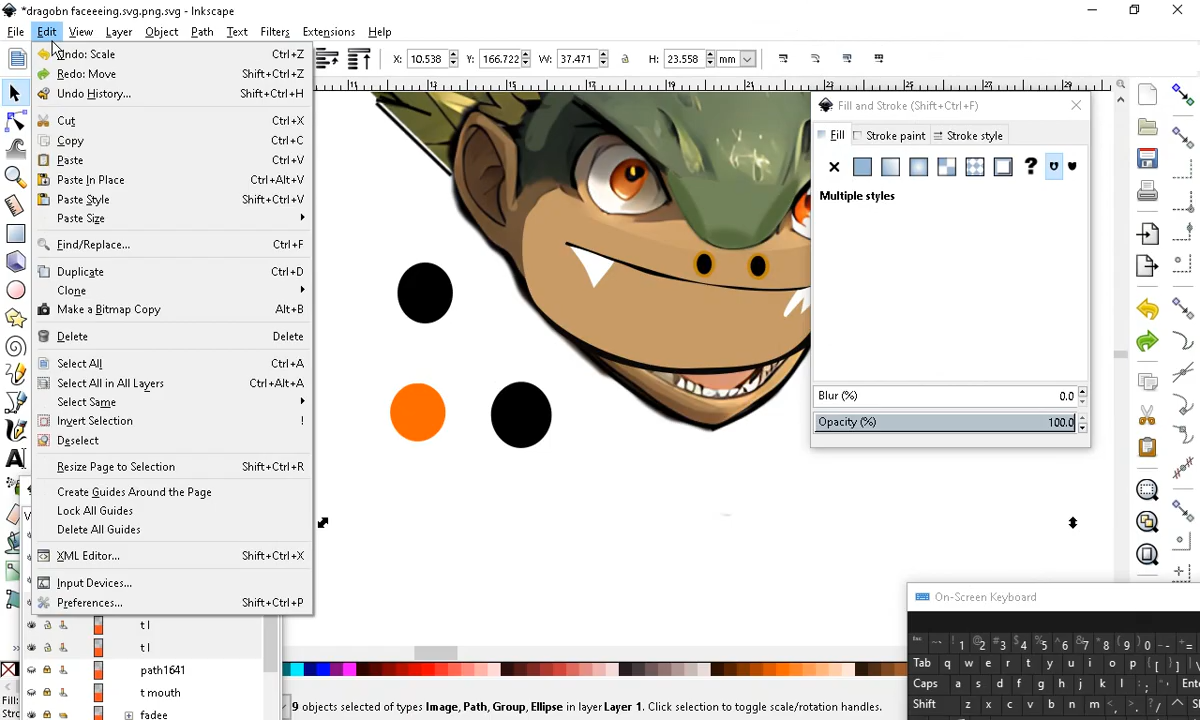 *dragobn faceeeing.svg.png.svg - Inkscape
File Edit View Layer Object Path Text Filters Extensions Help
Undo: Scale Ctrl+Z
Redo: Move Shift+Ctrl+Z
Undo History... Shift+Ctrl+H
Cut Ctrl+X
Copy Ctrl+C
Paste Ctrl+V
Paste In Place Ctrl+Alt+V
Paste Style Shift+Ctrl+V
Paste Size
Find/Replace... Ctrl+F
Duplicate Ctrl+D
Clone
Make a Bitmap Copy Alt+B
Delete Delete
Select All Ctrl+A
Select All in All Layers Ctrl+Alt+A
Select Same
Invert Selection !
Deselect
Resize Page to Selection Shift+Ctrl+R
Create Guides Around the Page
Lock All Guides
Delete All Guides
XML Editor... Shift+Ctrl+X
Input Devices...
Preferences... Shift+Ctrl+P
X: 10.538 Y: 166.722 W: 37.471 H: 23.558 mm
Fill and Stroke (Shift+Ctrl+F)
Fill Stroke paint Stroke style
Multiple styles
Blur (%) 0.0
Opacity (%) 100.0
t l
t l
path1641
t mouth
fadee
On-Screen Keyboard
Tab q w e r t y u i o p
Caps a s d f g h j k l
Shift z x c v b n m
Fill:
9 objects selected of types Image, Path, Group, Ellipse in layer Layer 1. Click selection to toggle scale/rotation handles.